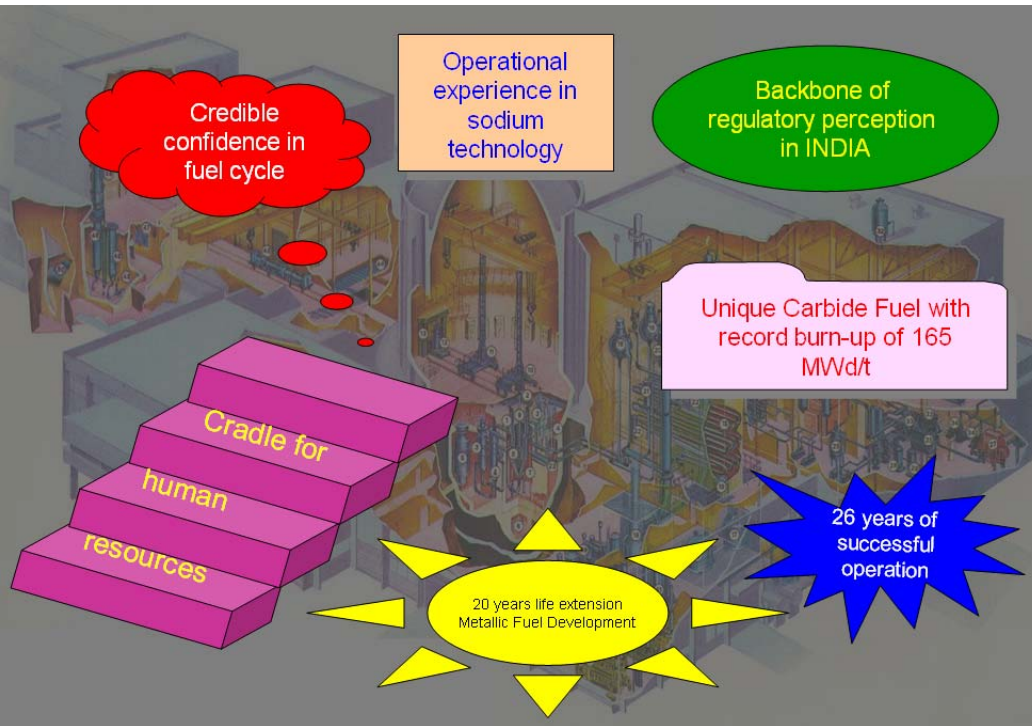 Credible
confidence in
fuel cycle
Operational
experience in
sodium
technology
Backbone of
regulatory perception
in INDIA
Unique Carbide Fuel with
record burn-up of 165
MWd/t
Cradle for
human
resources
20 years life extension
Metallic Fuel Development
26 years of
successful
operation